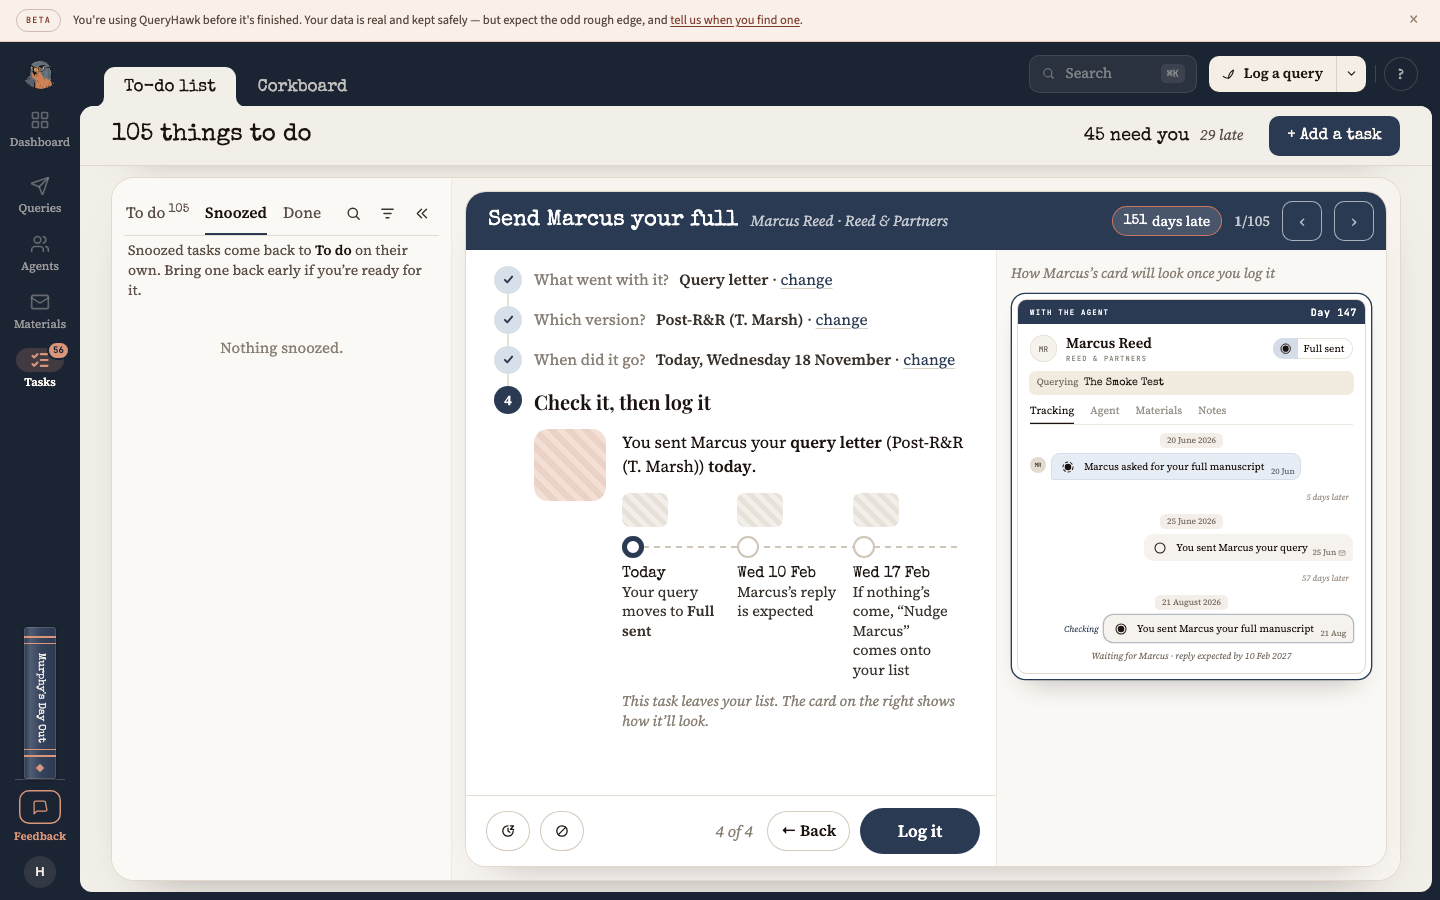 BETA You're using QueryHawk before it's finished. Your data is real and kept safely — but expect the odd rough edge, and tell us when you find one. ×
To-do list
Corkboard
Search ⌘K
Log a query
?
Dashboard
Queries
Agents
Materials
56
Tasks
Murphy's Day Out
Feedback
H
105 things to do
45 need you 29 late
+ Add a task
To do 105 Snoozed Done
Snoozed tasks come back to To do on their
own. Bring one back early if you’re ready for
it.
Nothing snoozed.
Send Marcus your full Marcus Reed · Reed & Partners
151 days late 1/105 ‹ ›
What went with it? Query letter · change
Which version? Post-R&R (T. Marsh) · change
When did it go? Today, Wednesday 18 November · change
4 Check it, then log it
You sent Marcus your query letter (Post-R&R
(T. Marsh)) today.
Today
Your query
moves to Full
sent
Wed 10 Feb
Marcus’s reply
is expected
Wed 17 Feb
If nothing’s
come, “Nudge
Marcus”
comes onto
your list
This task leaves your list. The card on the right shows
how it’ll look.
4 of 4 ← Back Log it
How Marcus’s card will look once you log it
WITH THE AGENT Day 147
MR Marcus Reed
REED & PARTNERS
Full sent
Querying The Smoke Test
Tracking Agent Materials Notes
20 June 2026
MR Marcus asked for your full manuscript 20 Jun
5 days later
25 June 2026
You sent Marcus your query 25 Jun
57 days later
21 August 2026
Checking You sent Marcus your full manuscript 21 Aug
Waiting for Marcus · reply expected by 10 Feb 2027